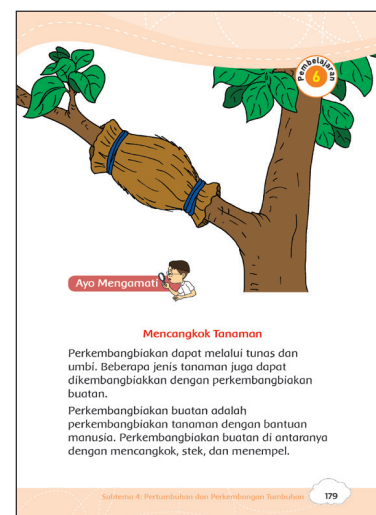 Pembelajaran
6
Ayo Mengamati
Mencangkok Tanaman
Perkembangbiakan dapat melalui tunas dan
umbi. Beberapa jenis tanaman juga dapat
dikembangbiakkan dengan perkembangbiakan
buatan.
Perkembangbiakan buatan adalah
perkembangbiakan tanaman dengan bantuan
manusia. Perkembangbiakan buatan di antaranya
dengan mencangkok, stek, dan menempel.
Subtema 4: Pertumbuhan dan Perkembangan Tumbuhan
179